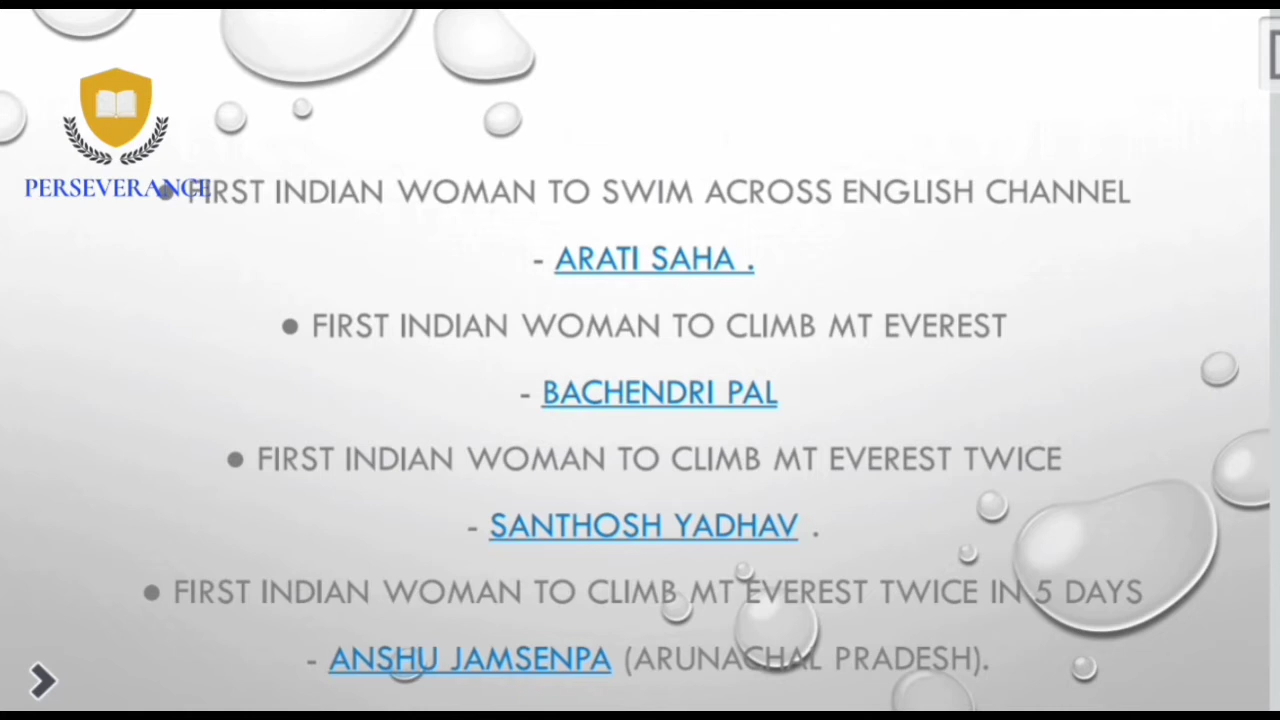 PERSEVERANCE
● FIRST INDIAN WOMAN TO SWIM ACROSS ENGLISH CHANNEL
- ARATI SAHA .
● FIRST INDIAN WOMAN TO CLIMB MT EVEREST
- BACHENDRI PAL
● FIRST INDIAN WOMAN TO CLIMB MT EVEREST TWICE
- SANTHOSH YADHAV .
● FIRST INDIAN WOMAN TO CLIMB MT EVEREST TWICE IN 5 DAYS
- ANSHU JAMSENPA (ARUNACHAL PRADESH).